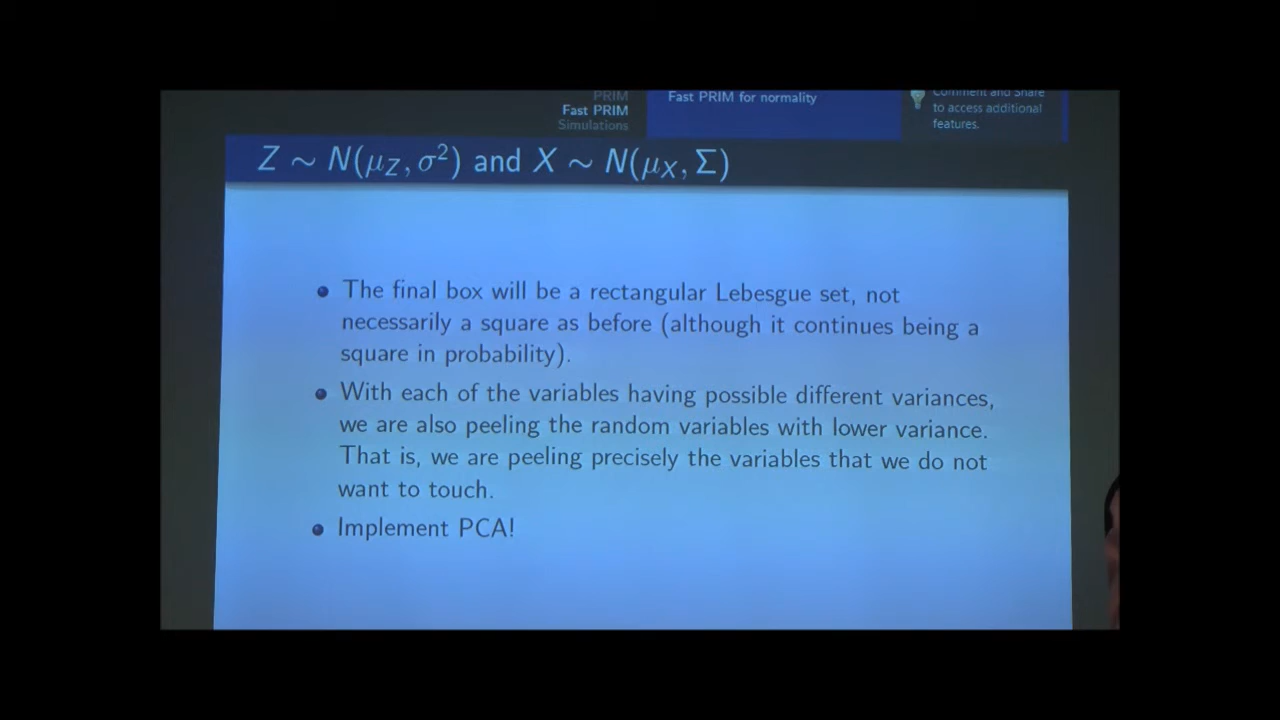 PRIM
Fast PRIM
Simulations
Fast PRIM for normality
Comment and Share
to access additional
features.
Z ~ N(μ_Z, σ²) and X ~ N(μ_X, Σ)
• The final box will be a rectangular Lebesgue set, not
necessarily a square as before (although it continues being a
square in probability).
• With each of the variables having possible different variances,
we are also peeling the random variables with lower variance.
That is, we are peeling precisely the variables that we do not
want to touch.
• Implement PCA!